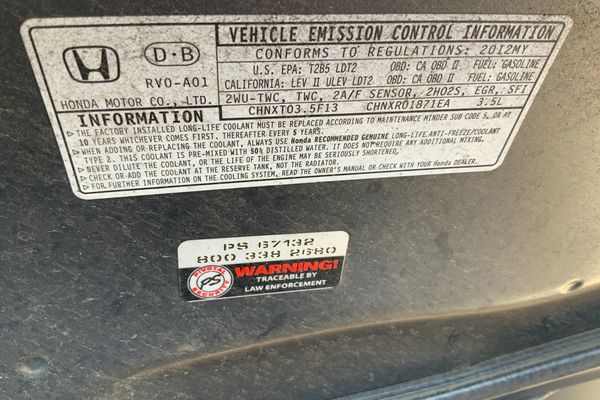 VEHICLE EMISSION CONTROL INFORMATION
D-B
CONFORMS TO REGULATIONS: 2012MY
RV0-A01
U.S. EPA: T2B5 LDT2 OBD: CA OBD II FUEL: GASOLINE
CALIFORNIA: LEV II ULEV LDT2 OBD: CA OBD II FUEL: GASOLINE
HONDA MOTOR CO., LTD.
2WU-TWC, TWC, 2A/F SENSOR, 2HO2S, EGR, SFI
CHNXT03.5F13 CHNXR01871EA 3.5L
INFORMATION
THE FACTORY INSTALLED LONG-LIFE COOLANT MUST BE REPLACED ACCORDING TO MAINTENANCE MINDER SUB CODE 5, OR AT
10 YEARS WHICHEVER COMES FIRST. THEREAFTER EVERY 5 YEARS.
WHEN ADDING OR REPLACING THE COOLANT, ALWAYS USE Honda RECOMMENDED GENUINE LONG-LIFE ANTI-FREEZE/COOLANT
TYPE 2. THIS COOLANT IS PRE-MIXED WITH 50% DISTILLED WATER. IT DOES NOT REQUIRE ANY ADDITIONAL MIXING.
NEVER DILUTE THE COOLANT, OR THE LIFE OF THE ENGINE MAY BE SERIOUSLY SHORTENED.
CHECK OR ADD THE COOLANT AT THE RESERVE TANK, NOT THE RADIATOR.
FOR FURTHER INFORMATION ON THE COOLING SYSTEM, READ THE OWNER'S MANUAL OR CHECK WITH YOUR Honda DEALER.
PS 67132
800 338 2680
PIVOTAL
PS
SECURITY
WARNING!
TRACEABLE BY
LAW ENFORCEMENT